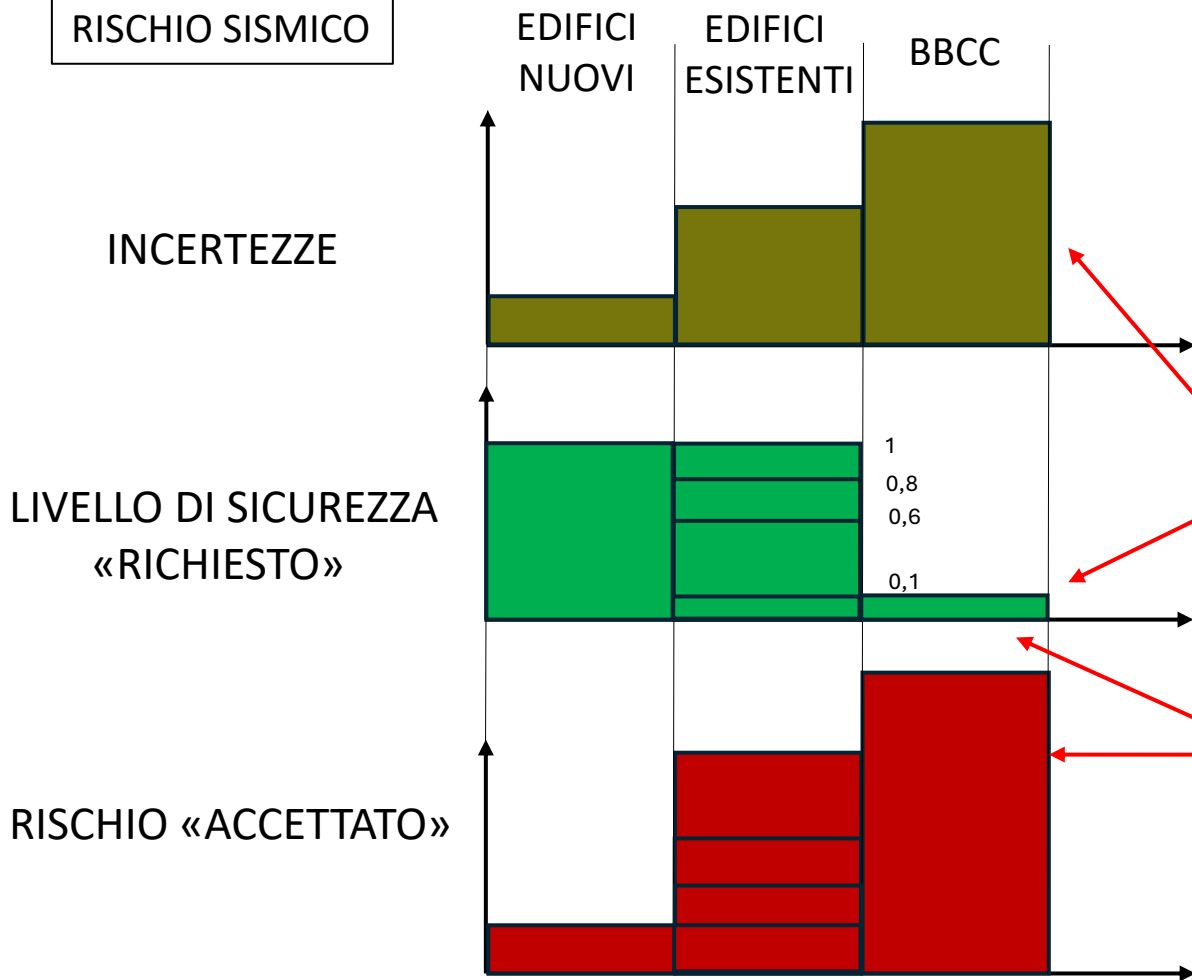 RISCHIO SISMICO
EDIFICI
NUOVI
EDIFICI
ESISTENTI
BBCC
INCERTEZZE
LIVELLO DI SICUREZZA
«RICHIESTO»
1
0,8
0,6
0,1
RISCHIO «ACCETTATO»